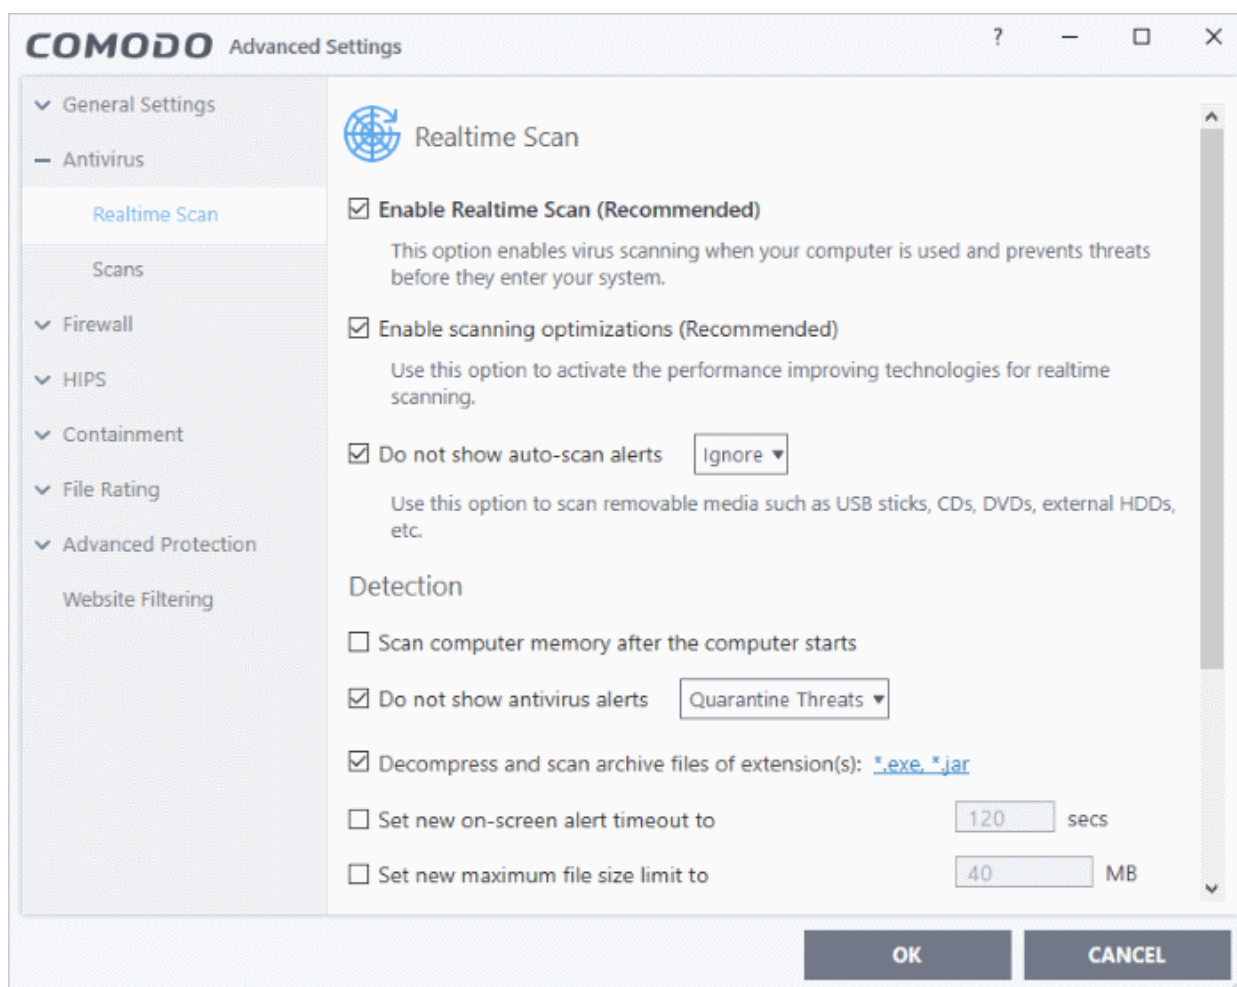 COMODO Advanced Settings ?
General Settings
Antivirus
Realtime Scan
Scans
Firewall
HIPS
Containment
File Rating
Advanced Protection
Website Filtering
Realtime Scan
Enable Realtime Scan (Recommended)
This option enables virus scanning when your computer is used and prevents threats
before they enter your system.
Enable scanning optimizations (Recommended)
Use this option to activate the performance improving technologies for realtime
scanning.
Do not show auto-scan alerts Ignore
Use this option to scan removable media such as USB sticks, CDs, DVDs, external HDDs,
etc.
Detection
Scan computer memory after the computer starts
Do not show antivirus alerts Quarantine Threats
Decompress and scan archive files of extension(s): *.exe, *.jar
Set new on-screen alert timeout to 120 secs
Set new maximum file size limit to 40 MB
OK CANCEL